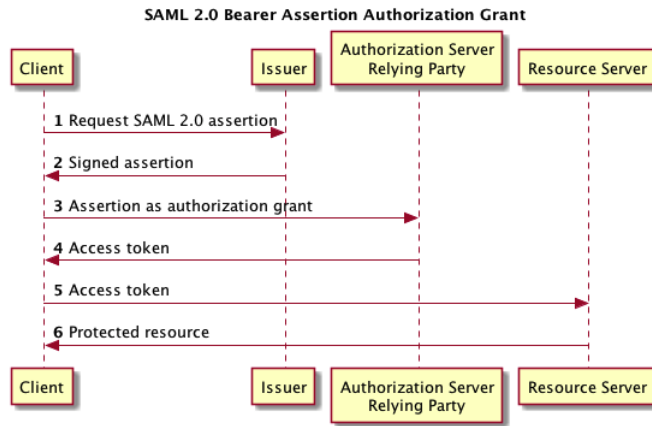 SAML 2.0 Bearer Assertion Authorization Grant
Client
Issuer
Authorization Server
Relying Party
Resource Server
1 Request SAML 2.0 assertion
2 Signed assertion
3 Assertion as authorization grant
4 Access token
5 Access token
6 Protected resource
Client
Issuer
Authorization Server
Relying Party
Resource Server